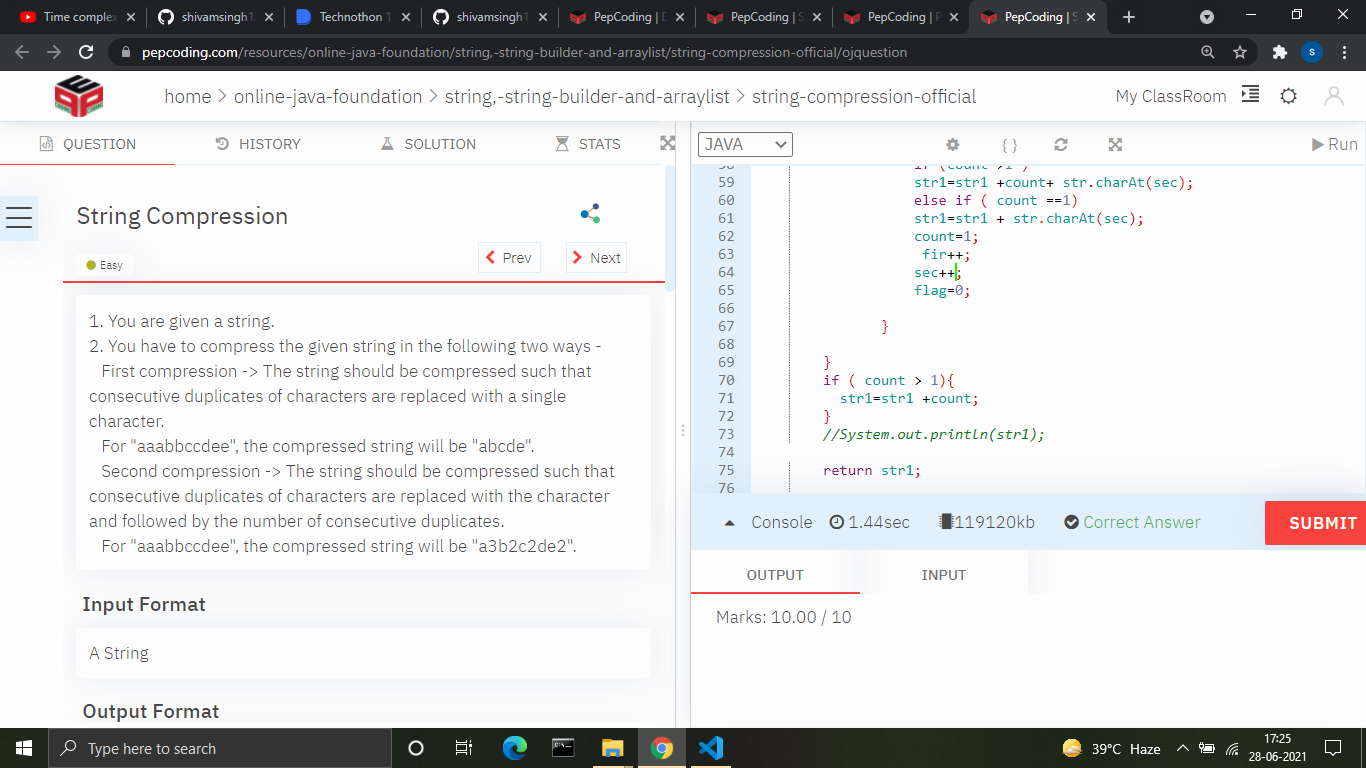 Time complex
shivamsingh1
Technothon 1
shivamsingh1
PepCoding | D
PepCoding | S
PepCoding | P
PepCoding | S
pepcoding.com/resources/online-java-foundation/string,-string-builder-and-arraylist/string-compression-official/ojquestion
S
PEP
home > online-java-foundation > string,-string-builder-and-arraylist > string-compression-official
My ClassRoom
QUESTION
HISTORY
SOLUTION
STATS
JAVA
{ }
Run
String Compression
Easy
Prev
Next
1. You are given a string.
2. You have to compress the given string in the following two ways -
First compression -> The string should be compressed such that
consecutive duplicates of characters are replaced with a single
character.
For "aaabbccdee", the compressed string will be "abcde".
Second compression -> The string should be compressed such that
consecutive duplicates of characters are replaced with the character
and followed by the number of consecutive duplicates.
For "aaabbccdee", the compressed string will be "a3b2c2de2".
Input Format
A String
Output Format
58 if (count >1 )
59 str1=str1 +count+ str.charAt(sec);
60 else if ( count ==1)
61 str1=str1 + str.charAt(sec);
62 count=1;
63 fir++;
64 sec++;
65 flag=0;
66
67 }
68
69 }
70 if ( count > 1){
71 str1=str1 +count;
72 }
73 //System.out.println(str1);
74
75 return str1;
76
Console
1.44sec
119120kb
Correct Answer
SUBMIT
OUTPUT
INPUT
Marks: 10.00 / 10
Type here to search
39°C Haze
17:25
28-06-2021